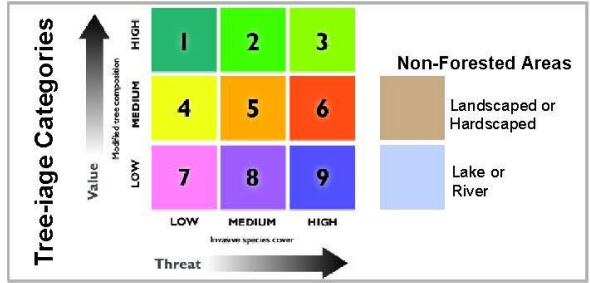 Tree-iage Categories
Value
Modified tree composition
HIGH
MEDIUM
LOW
1 2 3
4 5 6
7 8 9
LOW MEDIUM HIGH
Invasive species cover
Threat
Non-Forested Areas
Landscaped or
Hardscaped
Lake or
River